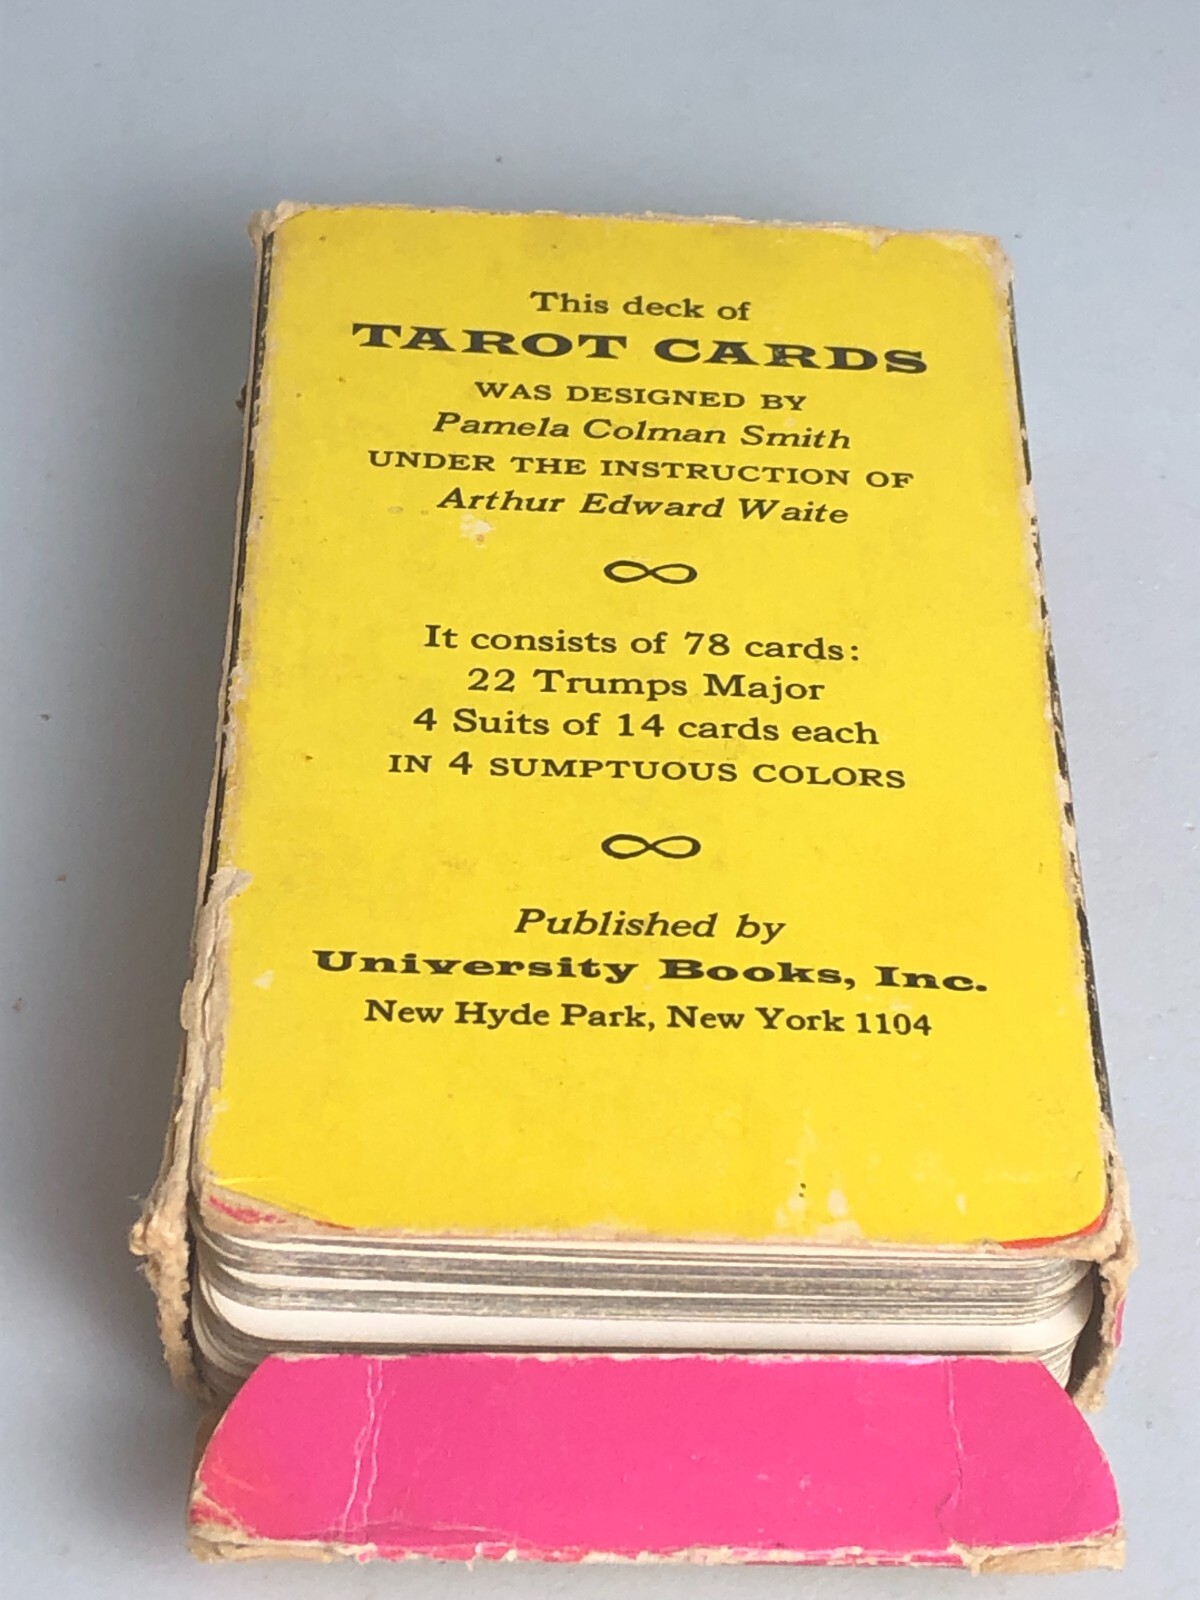 This deck of
TAROT CARDS
WAS DESIGNED BY
Pamela Colman Smith
UNDER THE INSTRUCTION OF
Arthur Edward Waite
∞
It consists of 78 cards:
22 Trumps Major
4 Suits of 14 cards each
IN 4 SUMPTUOUS COLORS
∞
Published by
University Books, Inc.
New Hyde Park, New York 1104